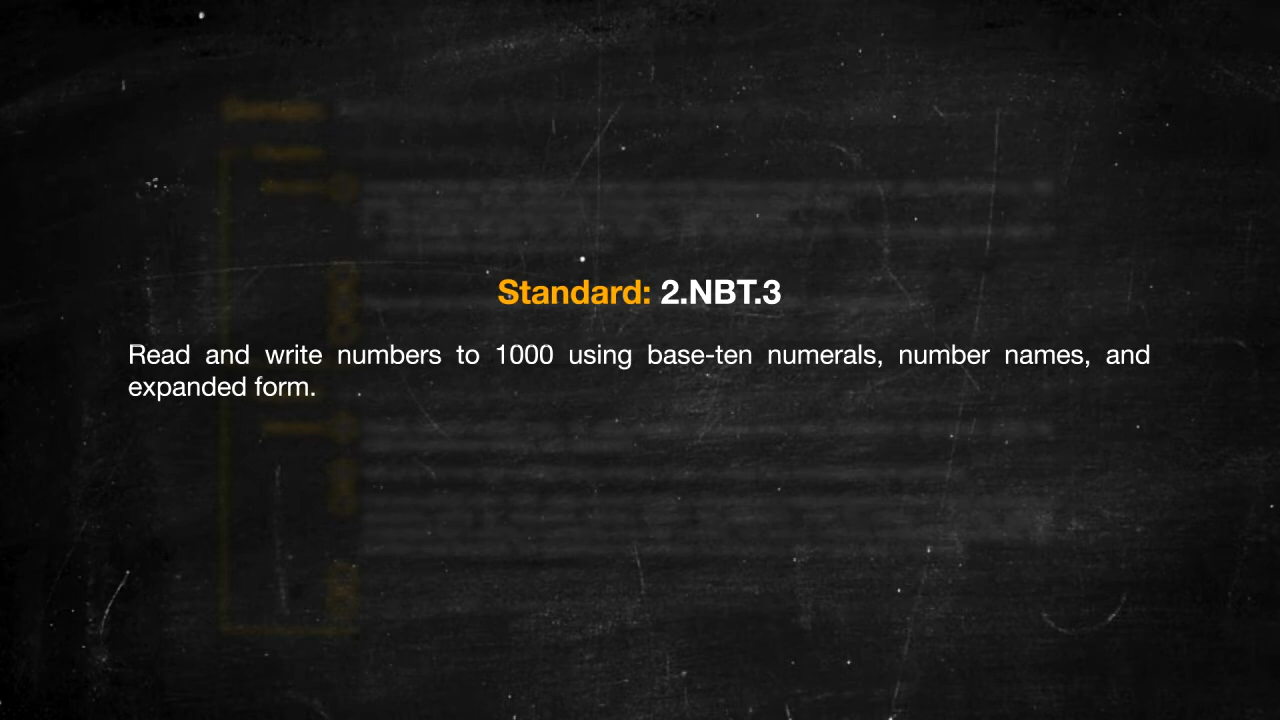 Standard: 2.NBT.3
Read and write numbers to 1000 using base-ten numerals, number names, and
expanded form.